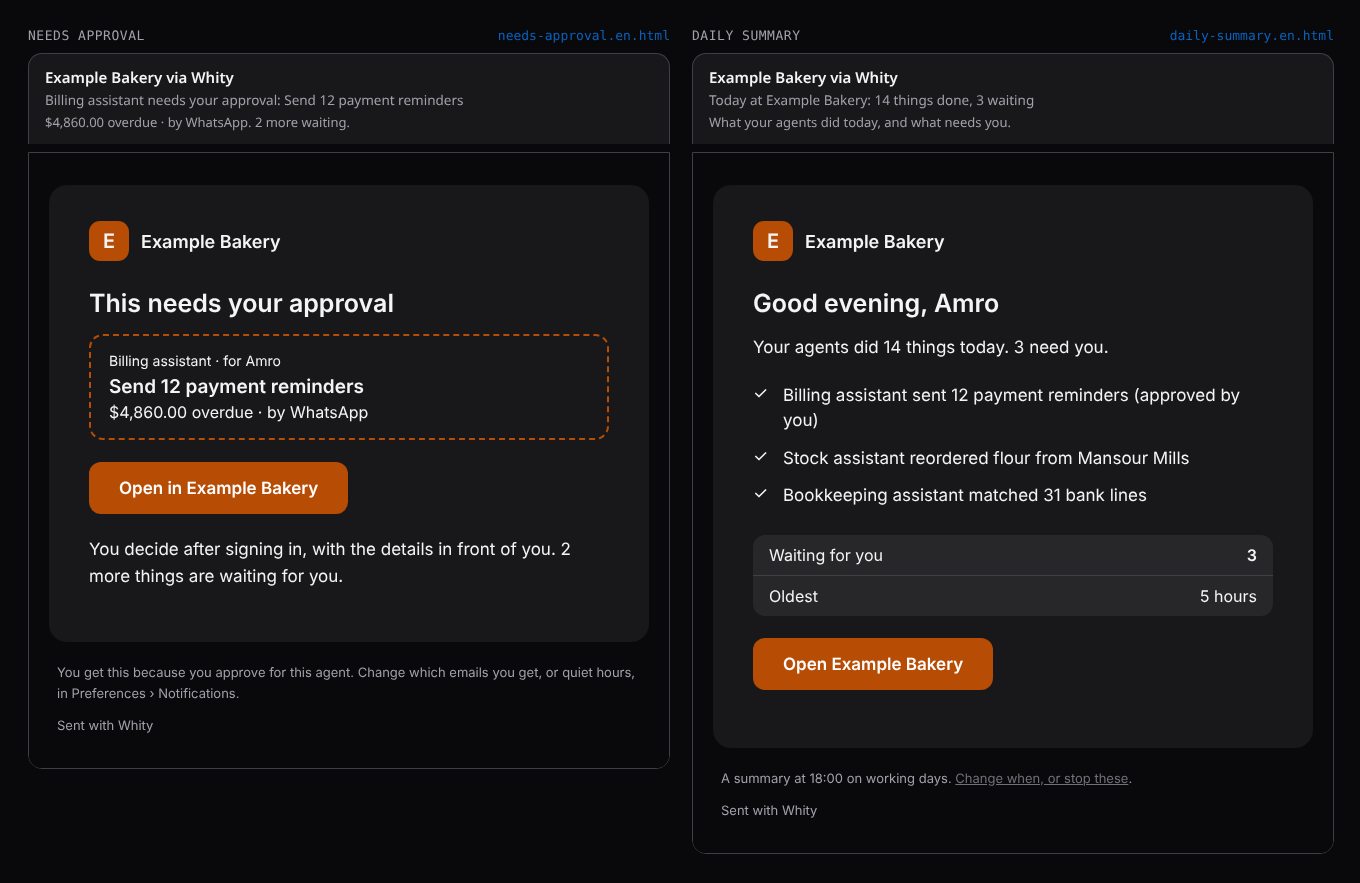 NEEDS APPROVAL
needs-approval.en.html
Example Bakery via Whity
Billing assistant needs your approval: Send 12 payment reminders
$4,860.00 overdue · by WhatsApp. 2 more waiting.
E
Example Bakery
This needs your approval
Billing assistant · for Amro
Send 12 payment reminders
$4,860.00 overdue · by WhatsApp
Open in Example Bakery
You decide after signing in, with the details in front of you. 2
more things are waiting for you.
You get this because you approve for this agent. Change which emails you get, or quiet hours,
in Preferences › Notifications.
Sent with Whity
DAILY SUMMARY
daily-summary.en.html
Example Bakery via Whity
Today at Example Bakery: 14 things done, 3 waiting
What your agents did today, and what needs you.
E
Example Bakery
Good evening, Amro
Your agents did 14 things today. 3 need you.
✓ Billing assistant sent 12 payment reminders (approved by
you)
✓ Stock assistant reordered flour from Mansour Mills
✓ Bookkeeping assistant matched 31 bank lines
Waiting for you 3
Oldest 5 hours
Open Example Bakery
A summary at 18:00 on working days. Change when, or stop these.
Sent with Whity